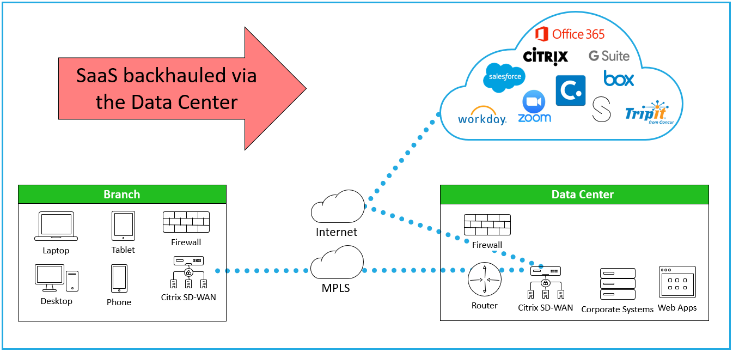 SaaS backhauled via
the Data Center
Office 365
CİTRIX
G Suite
salesforce
C.
box
workday.
zoom
S
TripIt
from Concur
Branch
Laptop
Tablet
Firewall
Desktop
Phone
Citrix SD-WAN
Internet
MPLS
Data Center
Firewall
Router
Citrix SD-WAN
Corporate Systems
Web Apps